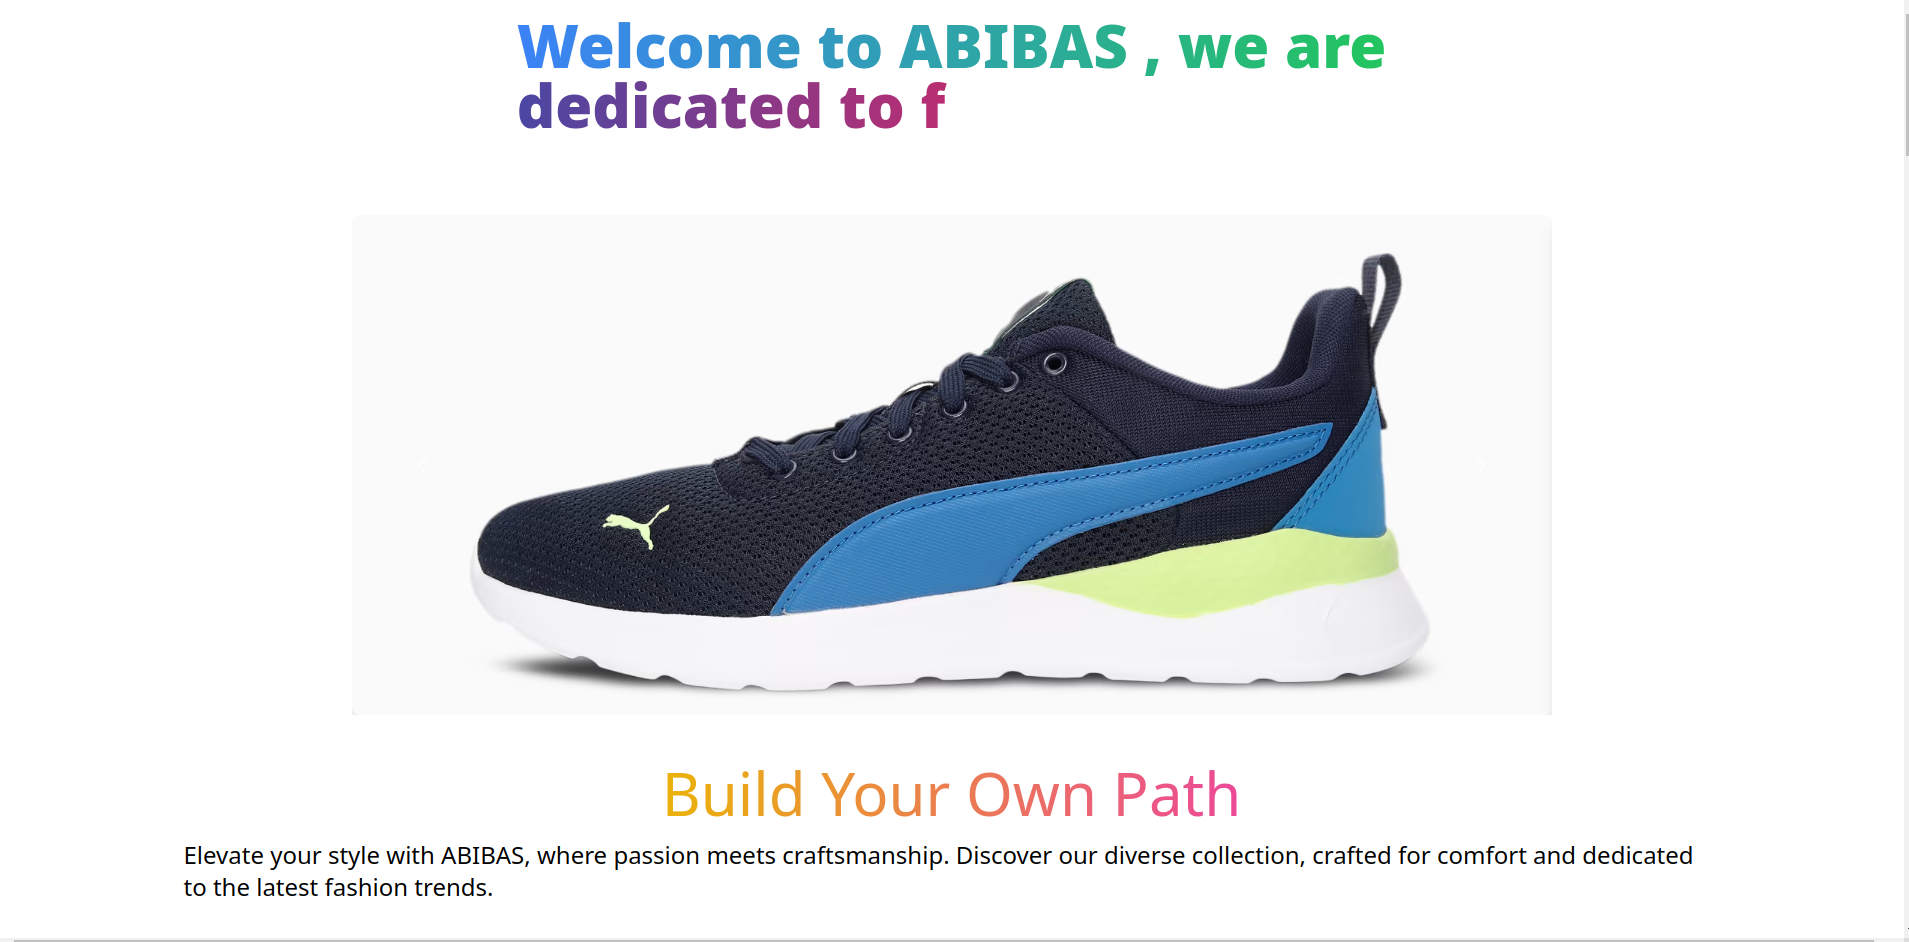 Welcome to ABIBAS , we are
dedicated to f
Build Your Own Path
Elevate your style with ABIBAS, where passion meets craftsmanship. Discover our diverse collection, crafted for comfort and dedicated
to the latest fashion trends.